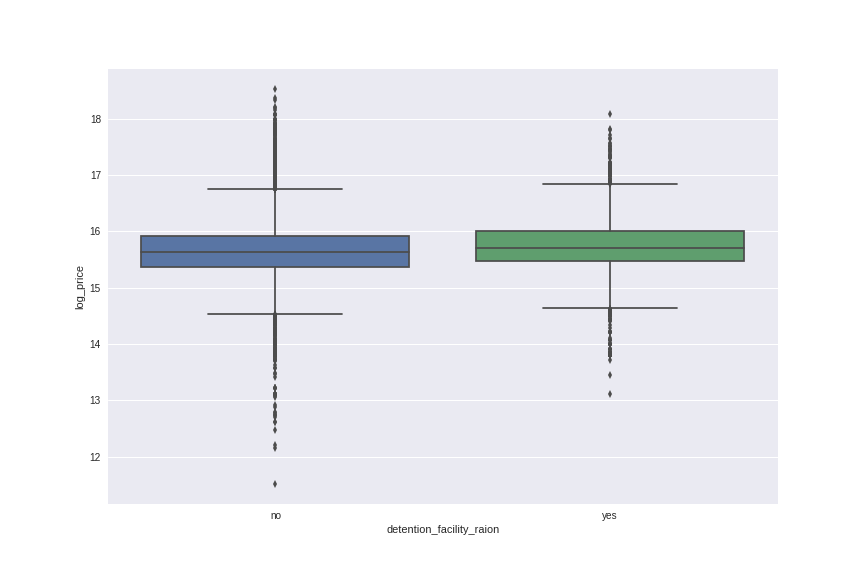 18
17
16
15
14
13
12
log_price
no yes
detention_facility_raion